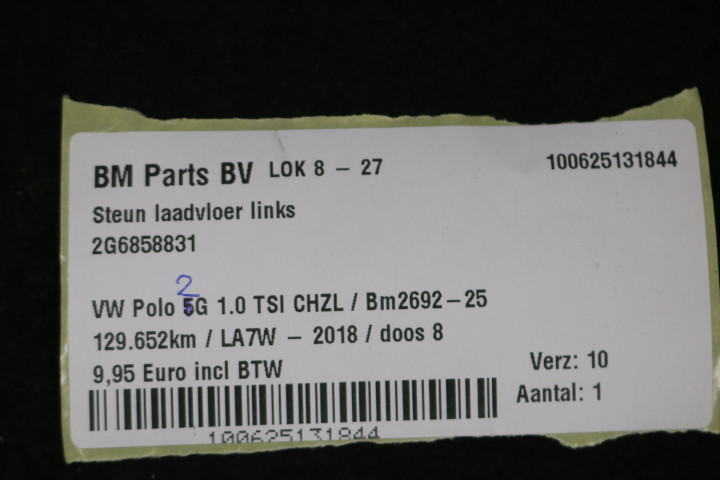 BM Parts BV LOK 8 - 27 100625131844
Steun laadvloer links
2G6858831
2
VW Polo 5G 1.0 TSI CHZL / Bm2692-25
129.652km / LA7W - 2018 / doos 8
9,95 Euro incl BTW
Verz: 10
Aantal: 1
100625131844